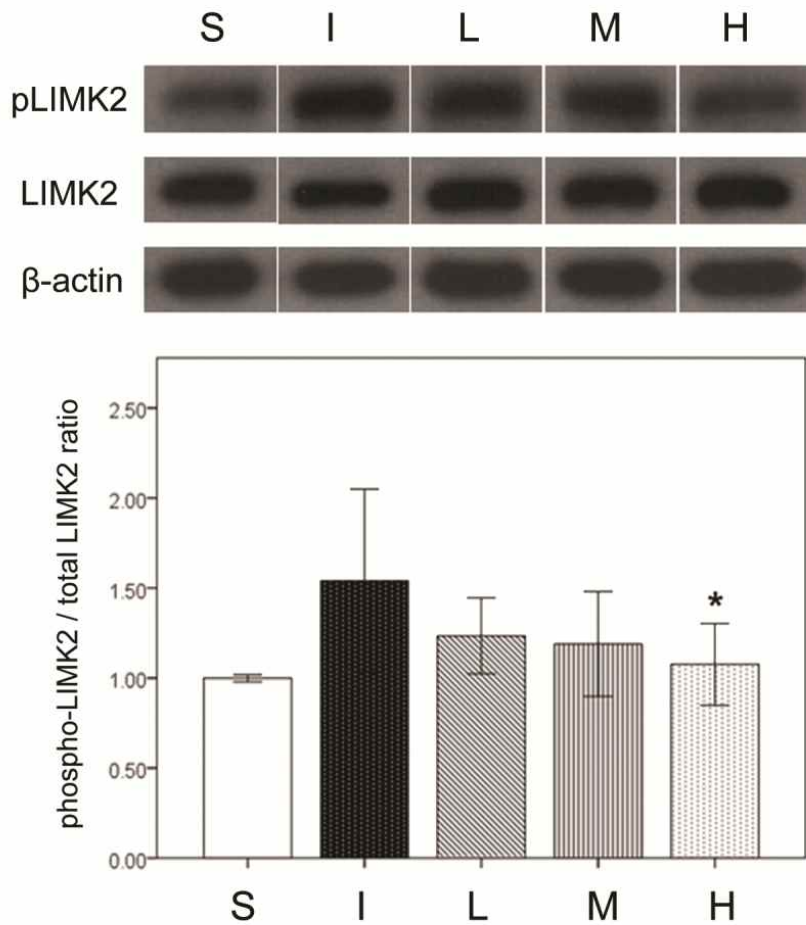 S I L M H
pLIMK2
LIMK2
β-actin
phospho-LIMK2 / total LIMK2 ratio
2.50
2.00
1.50
1.00
0.50
0.00
*
S I L M H